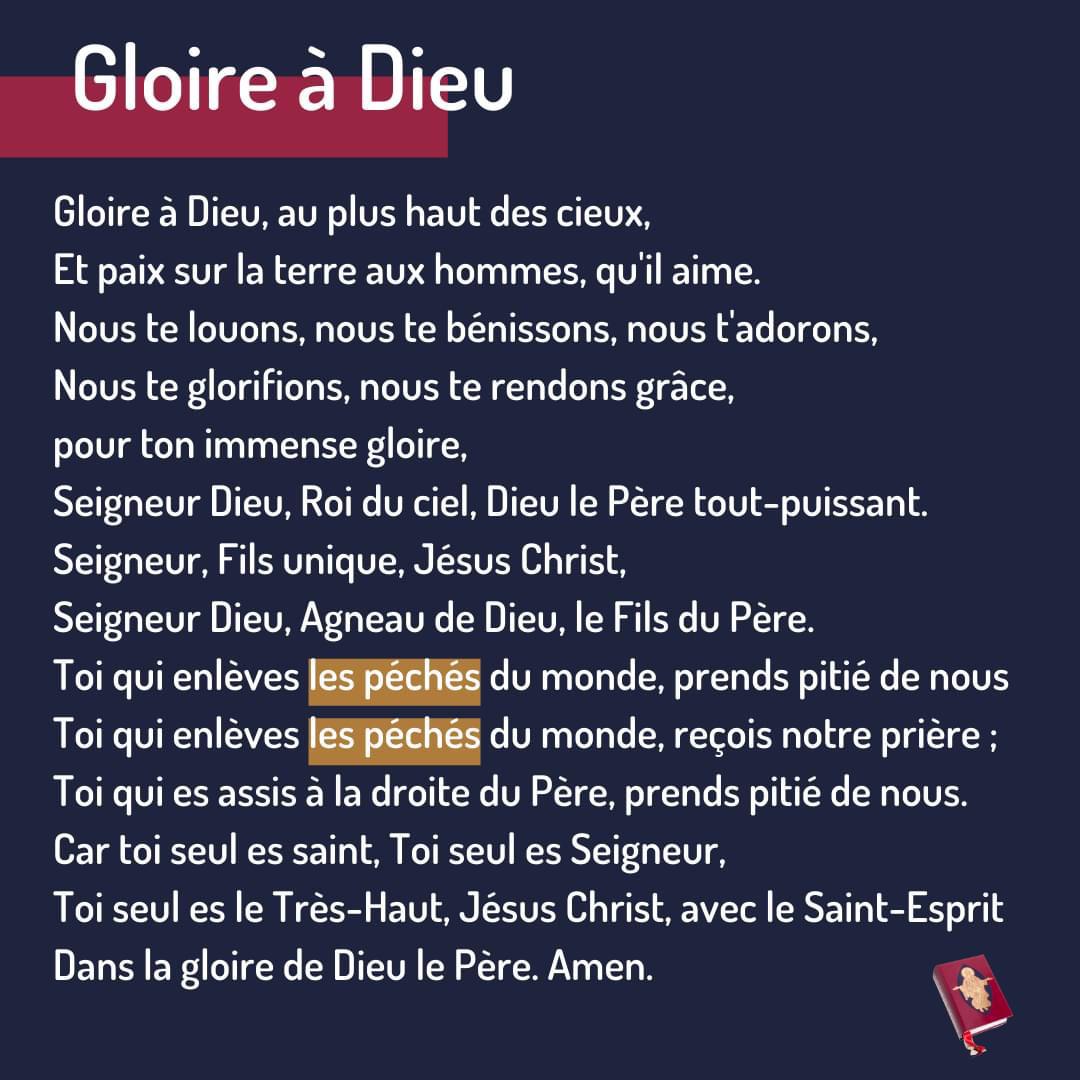 Gloire à Dieu
Gloire à Dieu, au plus haut des cieux,
Et paix sur la terre aux hommes, qu'il aime.
Nous te louons, nous te bénissons, nous t'adorons,
Nous te glorifions, nous te rendons grâce,
pour ton immense gloire,
Seigneur Dieu, Roi du ciel, Dieu le Père tout-puissant.
Seigneur, Fils unique, Jésus Christ,
Seigneur Dieu, Agneau de Dieu, le Fils du Père.
Toi qui enlèves les péchés du monde, prends pitié de nous
Toi qui enlèves les péchés du monde, reçois notre prière ;
Toi qui es assis à la droite du Père, prends pitié de nous.
Car toi seul es saint, Toi seul es Seigneur,
Toi seul es le Très-Haut, Jésus Christ, avec le Saint-Esprit
Dans la gloire de Dieu le Père. Amen.